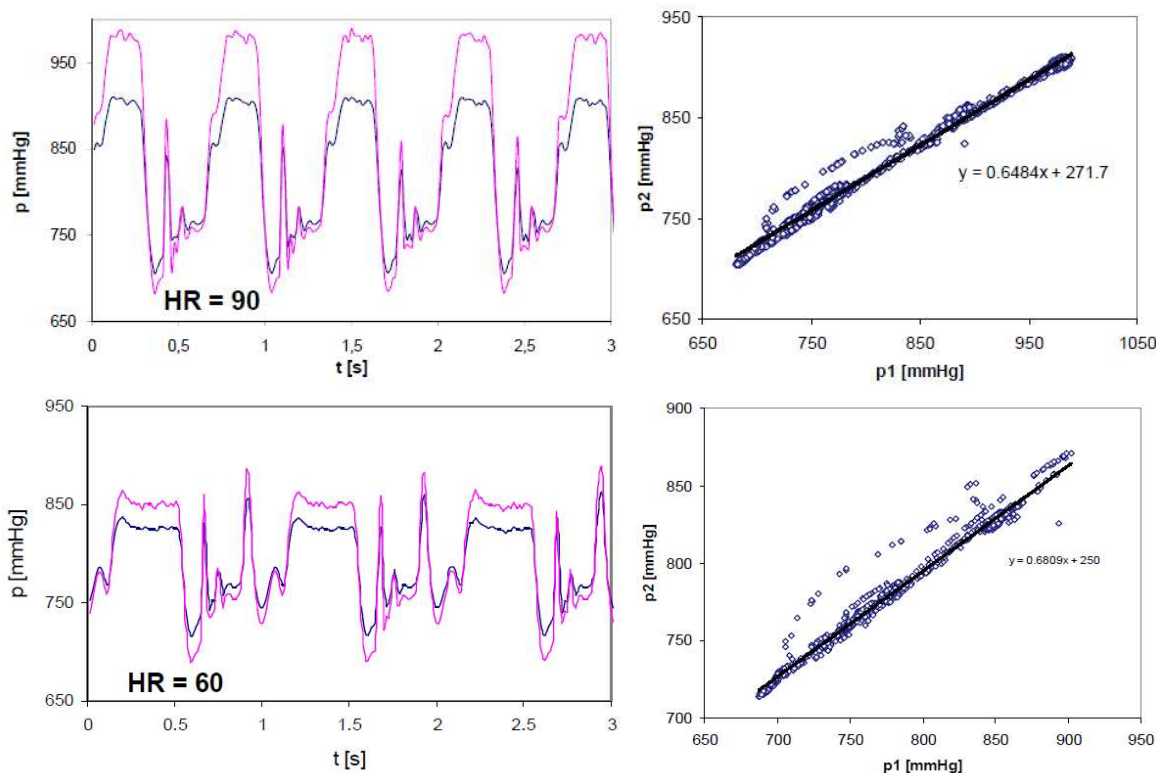 950
850
750
650
p [mmHg]
HR = 90
0 0,5 1 1,5 2 2,5 3
t [s]
950
850
750
650
p2 [mmHg]
y = 0.6484x + 271.7
650 750 850 950 1050
p1 [mmHg]
950
850
750
650
p [mmHg]
HR = 60
0 0.5 1 1.5 2 2.5 3
t [s]
900
850
800
750
700
p2 [mmHg]
y = 0.6809x + 250
650 700 750 800 850 900 950
p1 [mmHg]